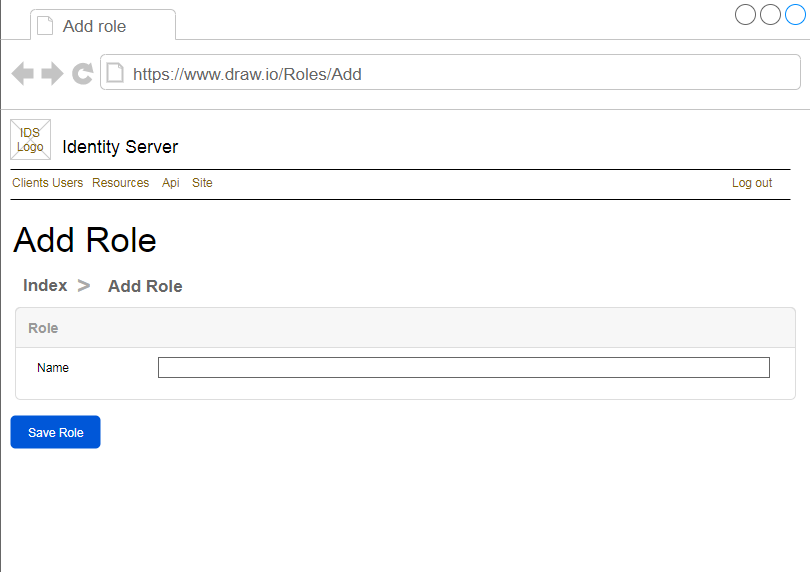 Add role
https://www.draw.io/Roles/Add
IDS
Logo
Identity Server
Clients Users Resources Api Site Log out
Add Role
Index > Add Role
Role
Name
Save Role